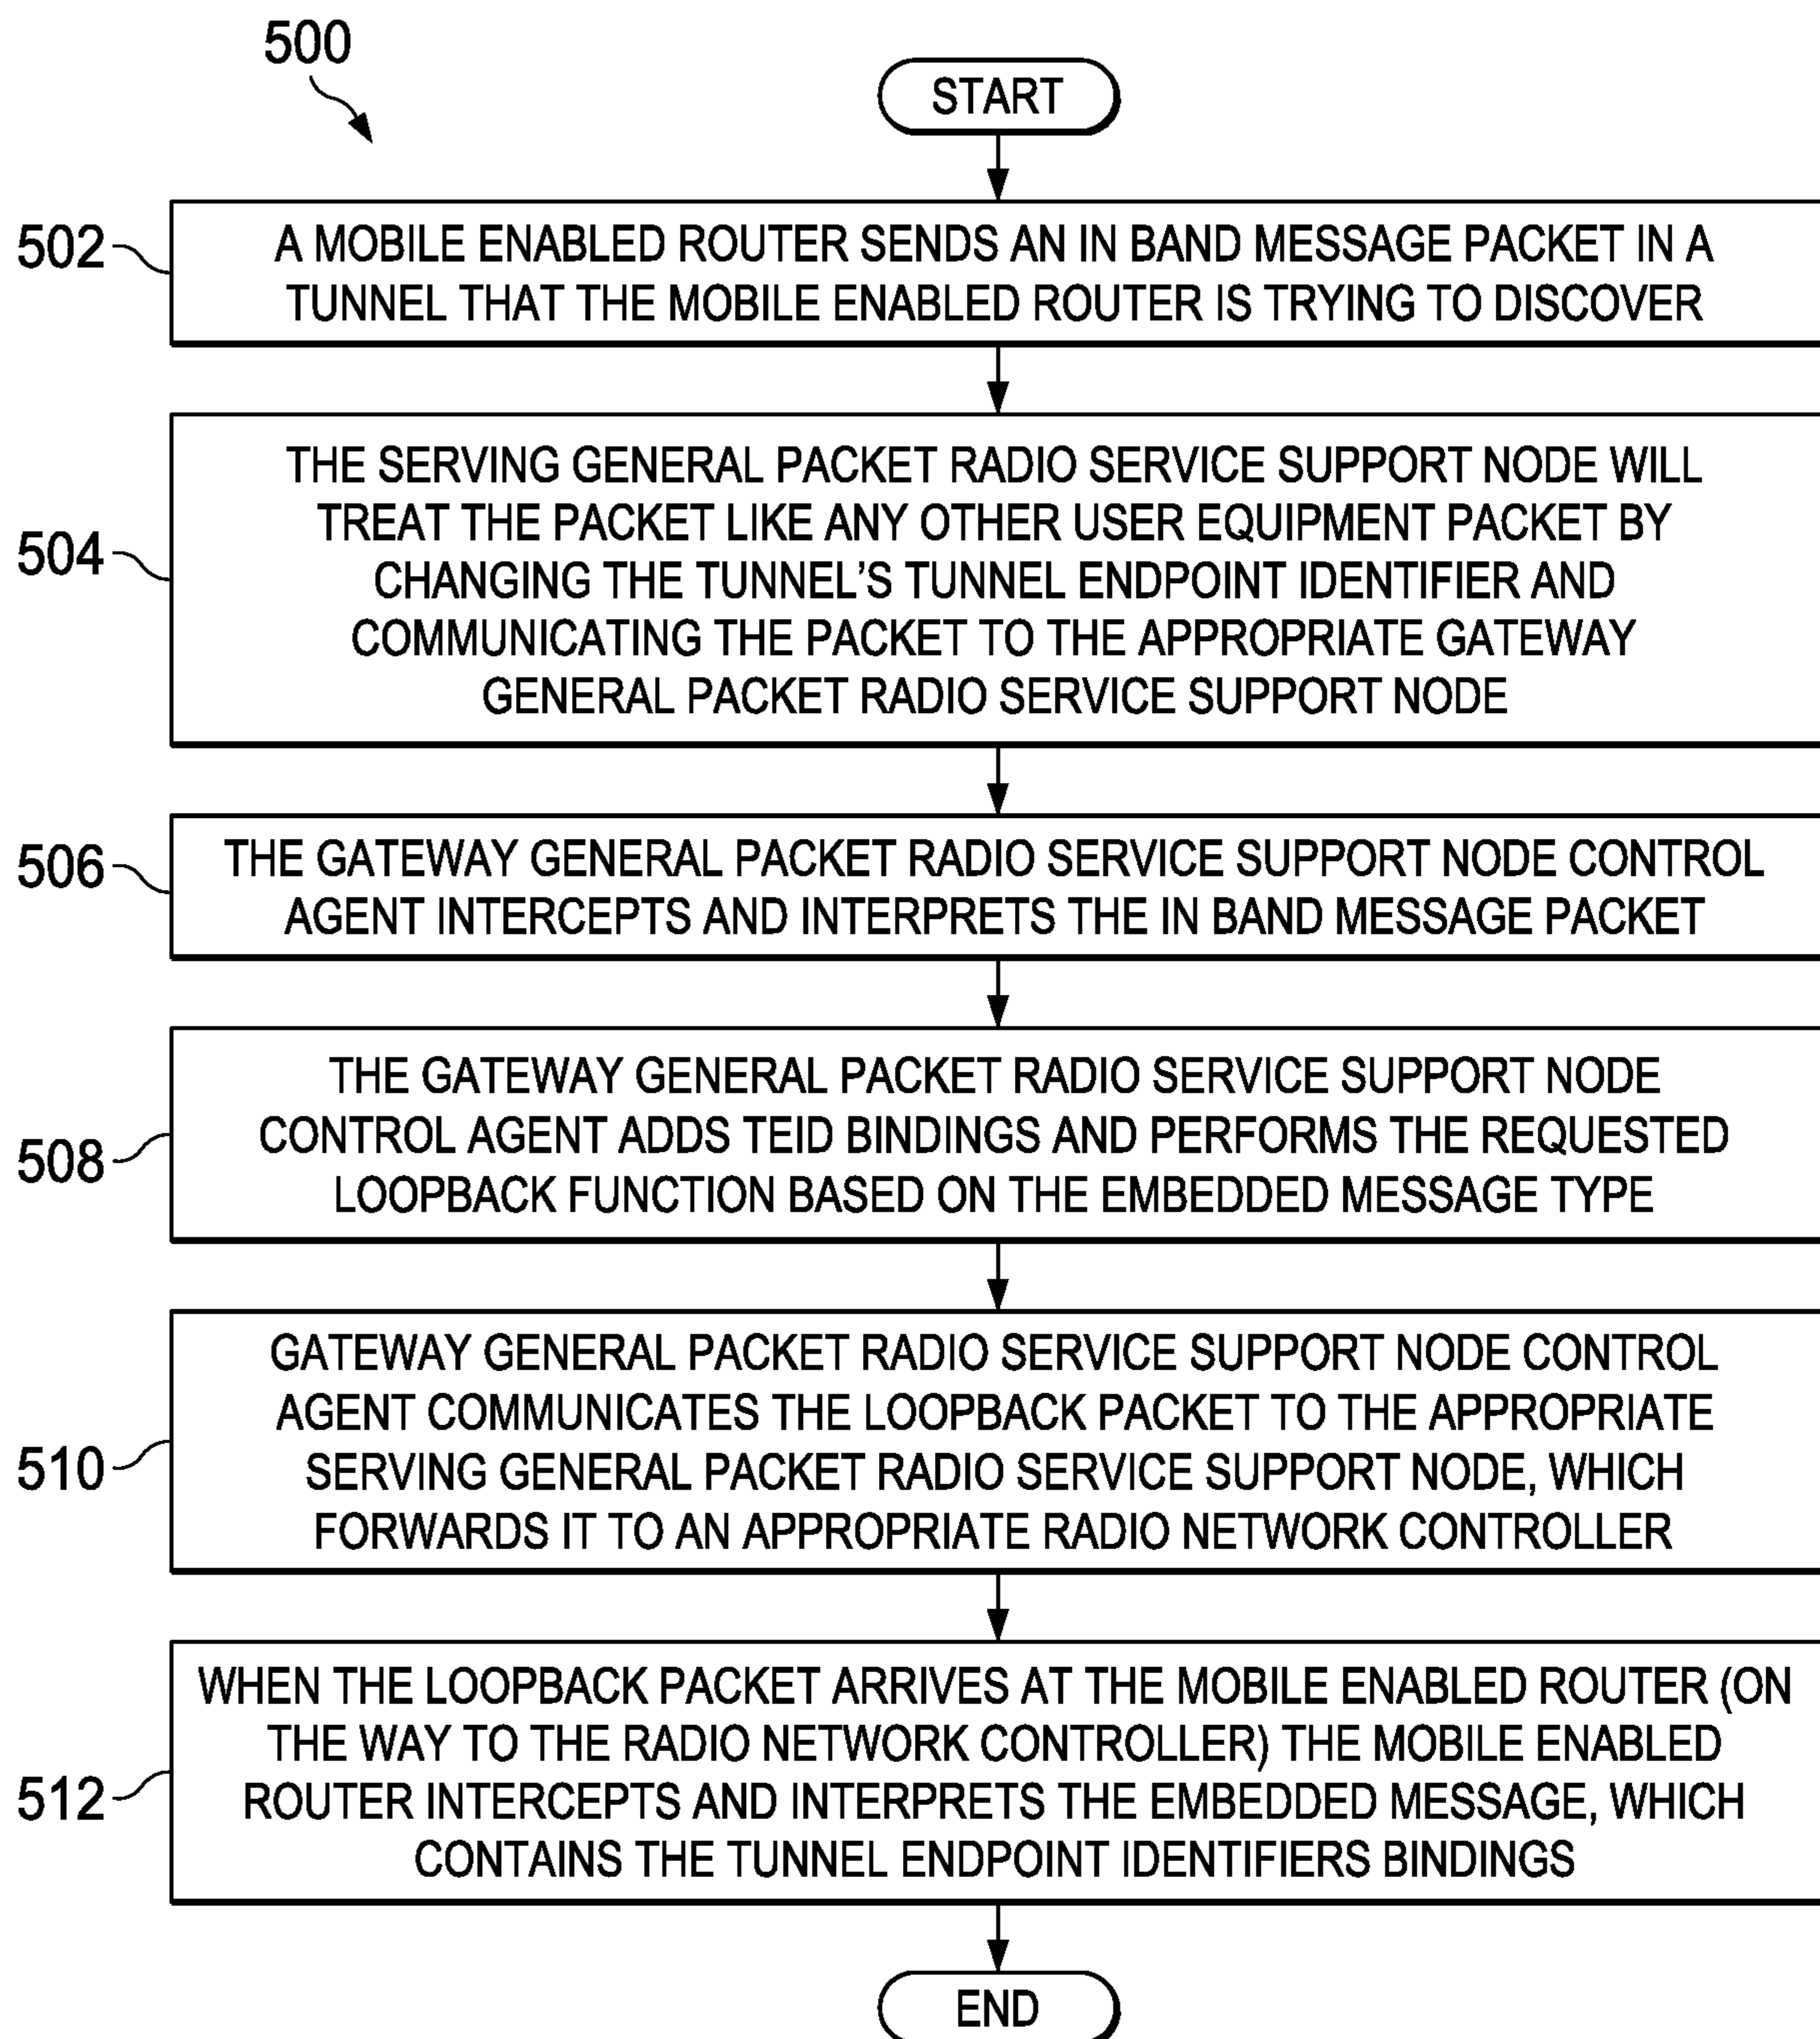 500
START
502
A MOBILE ENABLED ROUTER SENDS AN IN BAND MESSAGE PACKET IN A
TUNNEL THAT THE MOBILE ENABLED ROUTER IS TRYING TO DISCOVER
504
THE SERVING GENERAL PACKET RADIO SERVICE SUPPORT NODE WILL
TREAT THE PACKET LIKE ANY OTHER USER EQUIPMENT PACKET BY
CHANGING THE TUNNEL'S TUNNEL ENDPOINT IDENTIFIER AND
COMMUNICATING THE PACKET TO THE APPROPRIATE GATEWAY
GENERAL PACKET RADIO SERVICE SUPPORT NODE
506
THE GATEWAY GENERAL PACKET RADIO SERVICE SUPPORT NODE CONTROL
AGENT INTERCEPTS AND INTERPRETS THE IN BAND MESSAGE PACKET
508
THE GATEWAY GENERAL PACKET RADIO SERVICE SUPPORT NODE
CONTROL AGENT ADDS TEID BINDINGS AND PERFORMS THE REQUESTED
LOOPBACK FUNCTION BASED ON THE EMBEDDED MESSAGE TYPE
510
GATEWAY GENERAL PACKET RADIO SERVICE SUPPORT NODE CONTROL
AGENT COMMUNICATES THE LOOPBACK PACKET TO THE APPROPRIATE
SERVING GENERAL PACKET RADIO SERVICE SUPPORT NODE, WHICH
FORWARDS IT TO AN APPROPRIATE RADIO NETWORK CONTROLLER
512
WHEN THE LOOPBACK PACKET ARRIVES AT THE MOBILE ENABLED ROUTER (ON
THE WAY TO THE RADIO NETWORK CONTROLLER) THE MOBILE ENABLED
ROUTER INTERCEPTS AND INTERPRETS THE EMBEDDED MESSAGE, WHICH
CONTAINS THE TUNNEL ENDPOINT IDENTIFIERS BINDINGS
END